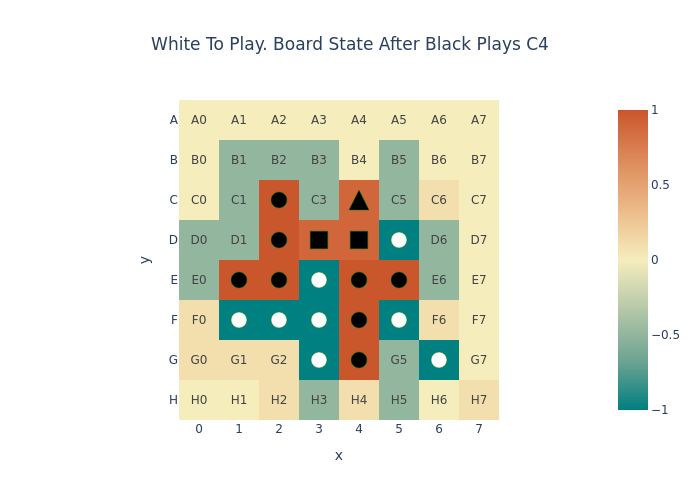 White To Play. Board State After Black Plays C4
A A0 A1 A2 A3 A4 A5 A6 A7
B B0 B1 B2 B3 B4 B5 B6 B7
C C0 C1 C3 C5 C6 C7
D D0 D1 D6 D7
E E0 E6 E7
F F0 F6 F7
G G0 G1 G2 G5 G7
H H0 H1 H2 H3 H4 H5 H6 H7
0 1 2 3 4 5 6 7
x
y
1
0.5
0
−0.5
−1